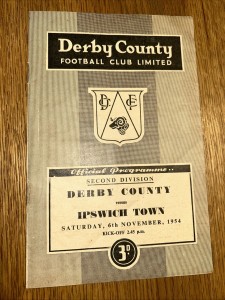 Derby County
FOOTBALL CLUB LIMITED
D C
F C
Official Programme..
SECOND DIVISION
DERBY COUNTY
versus
IPSWICH TOWN
SATURDAY, 6th NOVEMBER, 1954
KICK-OFF 2.45 p.m.
3D